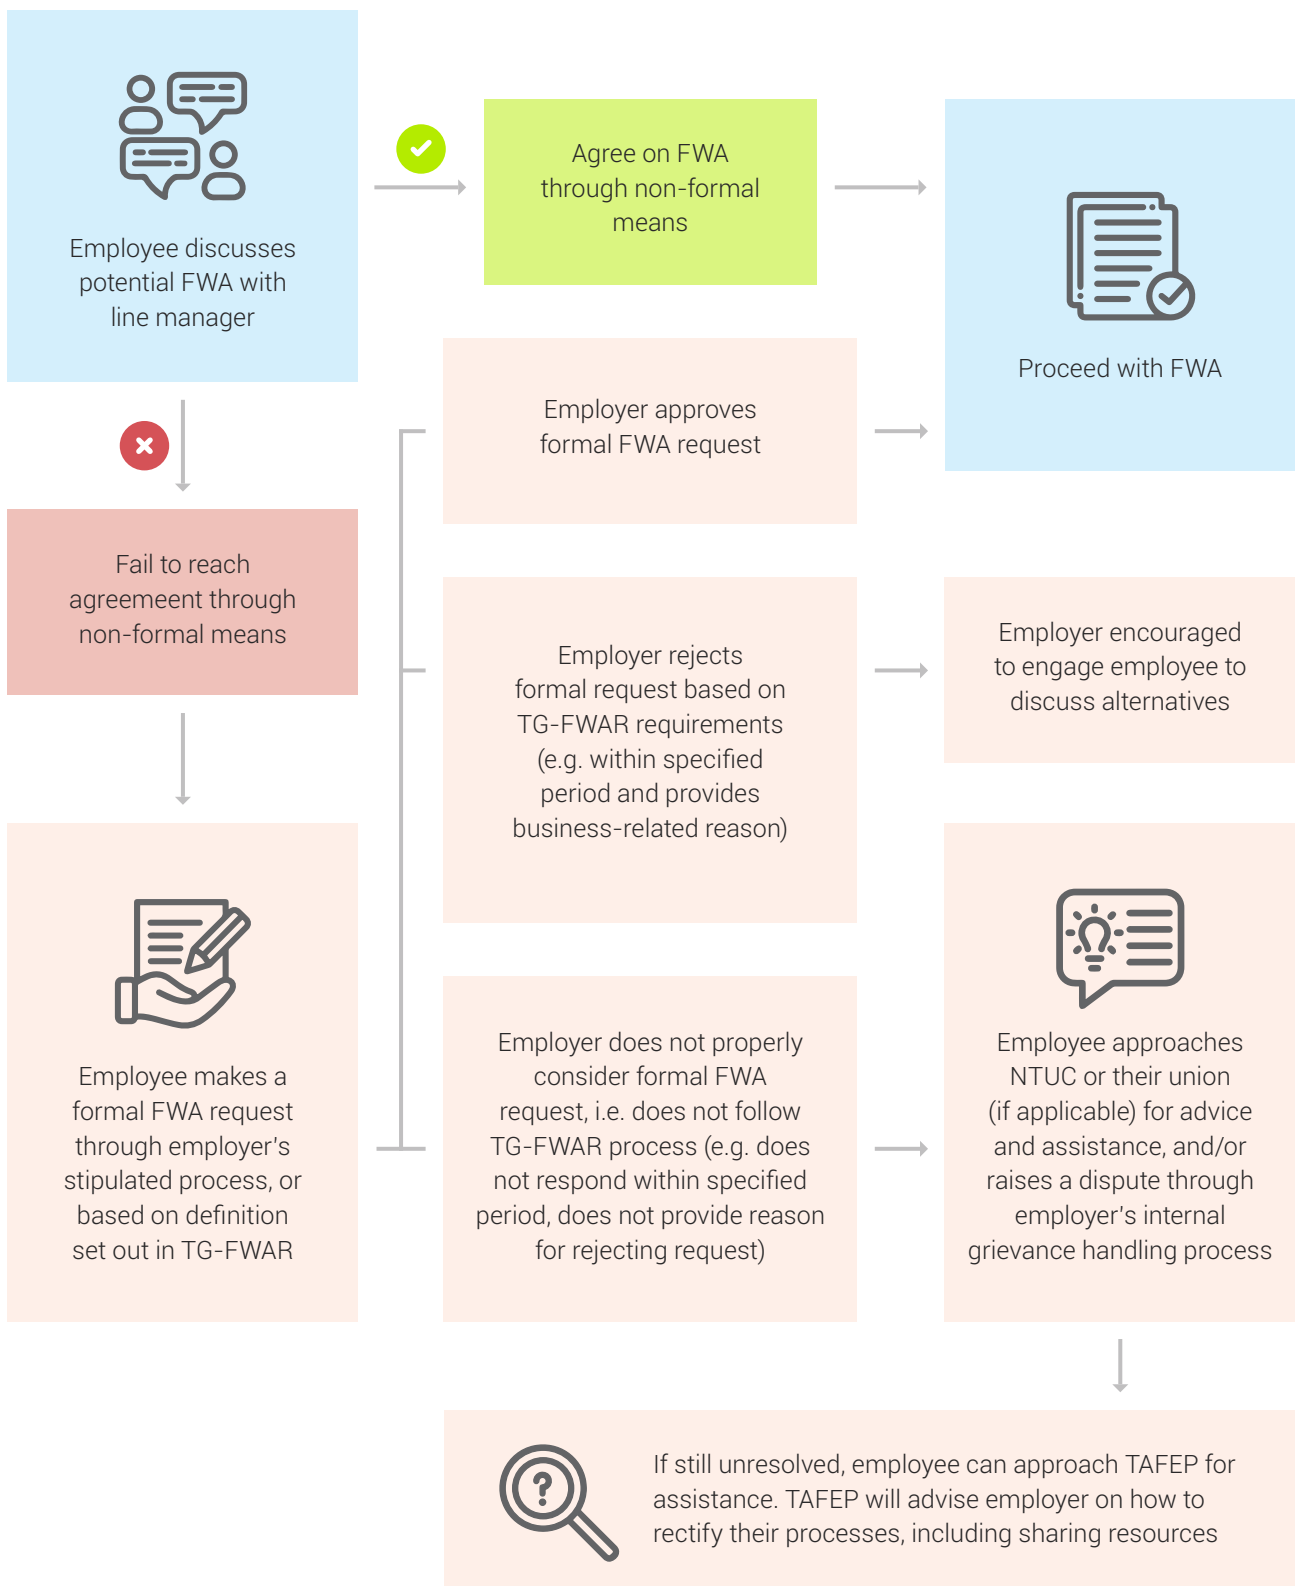 Employee discusses
potential FWA with
line manager
Agree on FWA
through non-formal
means
Proceed with FWA
Employer approves
formal FWA request
Fail to reach
agreemeent through
non-formal means
Employer rejects
formal request based on
TG-FWAR requirements
(e.g. within specified
period and provides
business-related reason)
Employer encouraged
to engage employee to
discuss alternatives
Employee makes a
formal FWA request
through employer's
stipulated process, or
based on definition
set out in TG-FWAR
Employer does not properly
consider formal FWA
request, i.e. does not follow
TG-FWAR process (e.g. does
not respond within specified
period, does not provide reason
for rejecting request)
Employee approaches
NTUC or their union
(if applicable) for advice
and assistance, and/or
raises a dispute through
employer's internal
grievance handling process
?
If still unresolved, employee can approach TAFEP for
assistance. TAFEP will advise employer on how to
rectify their processes, including sharing resources